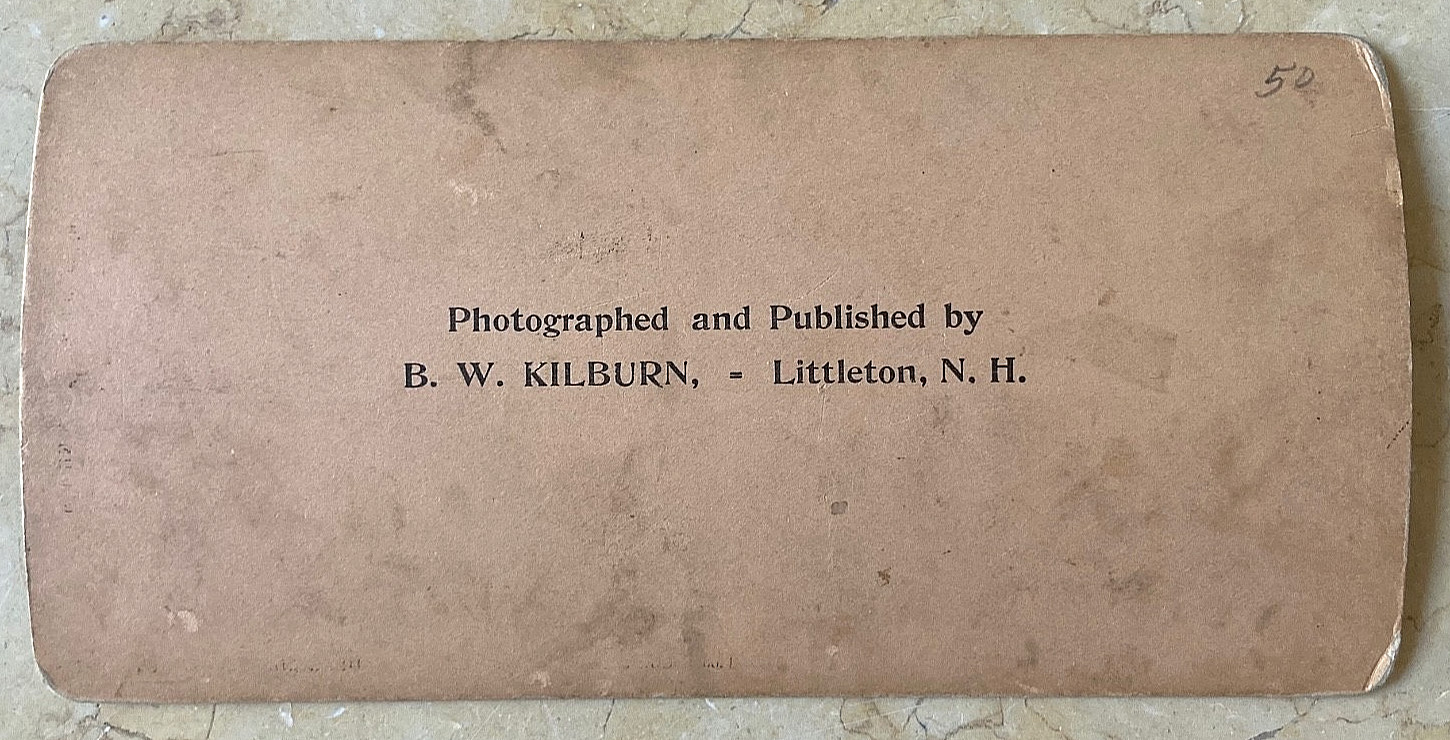 50
Photographed and Published by
B. W. KILBURN, - Littleton, N. H.